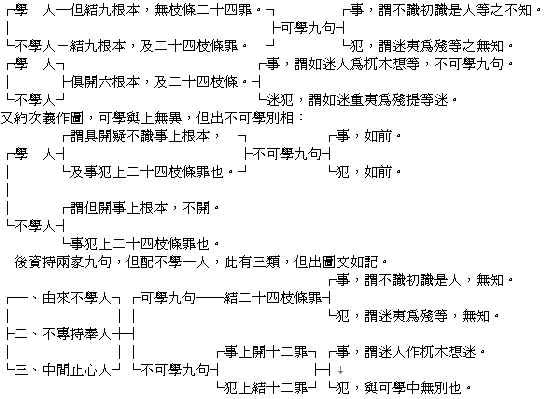 學　人 但結九根本，無枝條二十四罪。 事，謂不識初識是人等之不知。
可學九句
不學人 結九根本，及二十四枝條罪。 犯，謂迷夷爲殘等之無知。
學　人 事，謂如迷人爲杌木想等，不可學九句。
俱開六根本，及二十四枝條。
不學人 迷犯，謂如迷重夷爲殘提等迷。
又約次義作圖，可學與上無異，但出不可學別相：
謂具開疑不識事上根本， 事，如前。
學　人 不可學九句
及事犯上二十四枝條罪也。 犯，如前。
謂但開事上根本，不開。
不學人
事犯上二十四枝條罪也。
後資持兩家九句，但配不學一人，此有三類，但出圖文如記。
事，謂不識初識是人，無知。
一、由來不學人 可學九句 結二十四枝條罪
犯，謂迷夷爲殘等，無知。
二、不專持奉人
事上開十二罪 事，謂迷人作杌木想迷。
三、中間止心人 不可學九句 ↓
犯上結十二罪 犯，與可學中無別也。